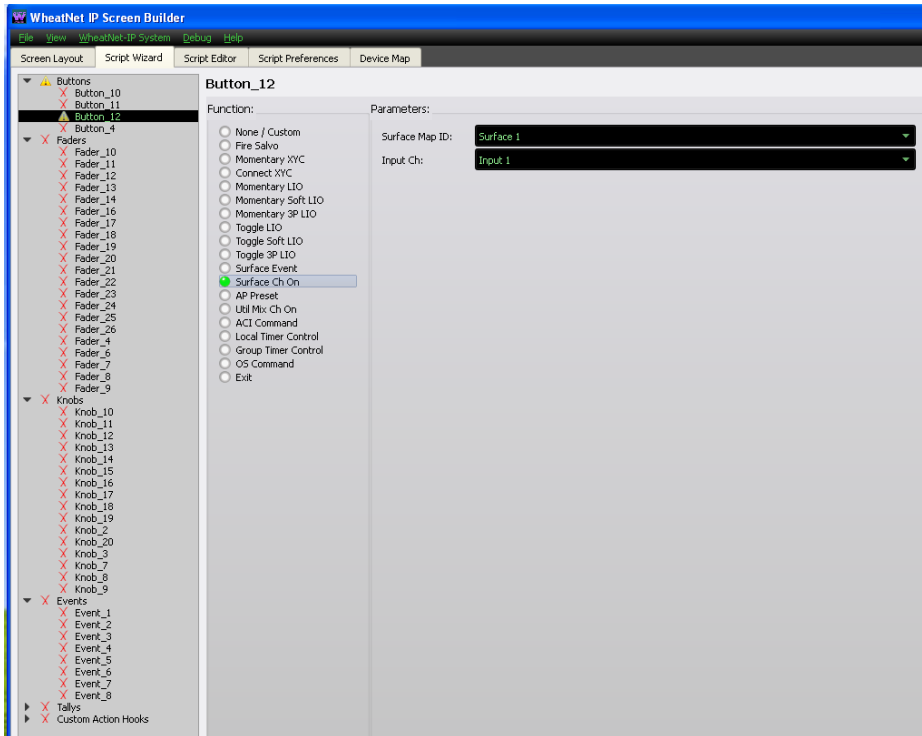 WheatNet IP Screen Builder
File View WheatNet-IP System Debug Help
Screen Layout Script Wizard Script Editor Script Preferences Device Map
Buttons
Button_10
Button_11
Button_12
Button_4
Faders
Fader_10
Fader_11
Fader_12
Fader_13
Fader_14
Fader_16
Fader_17
Fader_18
Fader_19
Fader_20
Fader_21
Fader_22
Fader_23
Fader_24
Fader_25
Fader_26
Fader_4
Fader_6
Fader_7
Fader_8
Fader_9
Knobs
Knob_10
Knob_11
Knob_12
Knob_13
Knob_14
Knob_15
Knob_16
Knob_17
Knob_18
Knob_19
Knob_2
Knob_20
Knob_3
Knob_7
Knob_8
Knob_9
Events
Event_1
Event_2
Event_3
Event_4
Event_5
Event_6
Event_7
Event_8
Tallys
Custom Action Hooks
Button_12
Function:
None / Custom
Fire Salvo
Momentary XYC
Connect XYC
Momentary LIO
Momentary Soft LIO
Momentary 3P LIO
Toggle LIO
Toggle Soft LIO
Toggle 3P LIO
Surface Event
Surface Ch On
AP Preset
Util Mix Ch On
ACI Command
Local Timer Control
Group Timer Control
OS Command
Exit
Parameters:
Surface Map ID: Surface 1
Input Ch: Input 1